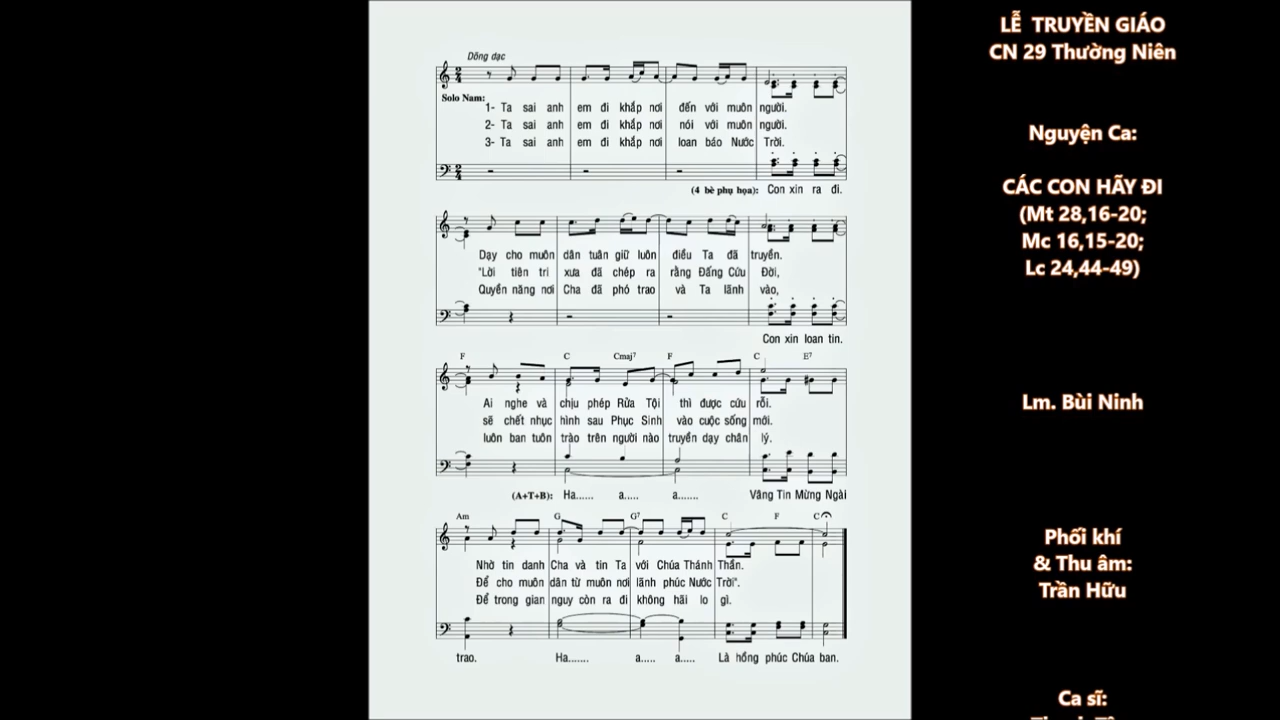 Dõng dạc
Solo Nam:
1- Ta sai anh em đi khắp nơi đến với muôn người.
2- Ta sai anh em đi khắp nơi nói với muôn người.
3- Ta sai anh em đi khắp nơi loan báo Nước Trời.
(4 bè phụ họa): Con xin ra đi.
Dạy cho muôn dân tuân giữ luôn điều Ta đã truyền.
"Lời tiên tri xưa đã chép ra rằng Đấng Cứu Đời,
Quyền năng nơi Cha đã phó trao và Ta lãnh vào,
Con xin loan tin.
F C Cmaj7 F C E7
Ai nghe và chịu phép Rửa Tội thì được cứu rỗi.
sẽ chết nhục hình sau Phục Sinh vào cuộc sống mới.
luôn ban tuôn trào trên người nào truyền dạy chân lý.
(A+T+B): Ha...... a..... a....... Vâng Tin Mừng Ngài
Am G G7 C F C
Nhờ tin danh Cha và tin Ta với Chúa Thánh Thần.
Để cho muôn dân từ muôn nơi lãnh phúc Nước Trời".
Để trong gian nguy còn ra đi không hãi lo gì.
trao. Ha....... a..... a..... Là hồng phúc Chúa ban.
LỄ TRUYỀN GIÁO
CN 29 Thường Niên
Nguyện Ca:
CÁC CON HÃY ĐI
(Mt 28,16-20;
Mc 16,15-20;
Lc 24,44-49)
Lm. Bùi Ninh
Phối khí
& Thu âm:
Trần Hữu
Ca sĩ: